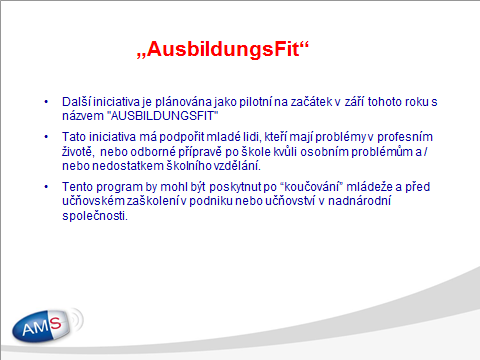 „AusbildungsFit“
• Další iniciativa je plánována jako pilotní na začátek v září tohoto roku s
názvem "AUSBILDUNGSFIT"
• Tato iniciativa má podpořit mladé lidi, kteří mají problémy v profesním
životě, nebo odborné přípravě po škole kvůli osobním problémům a /
nebo nedostatkem školního vzdělání.
• Tento program by mohl být poskytnut po “koučování” mládeže a před
učňovském zaškolení v podniku nebo učňovství v nadnárodní
společnosti.
AMS